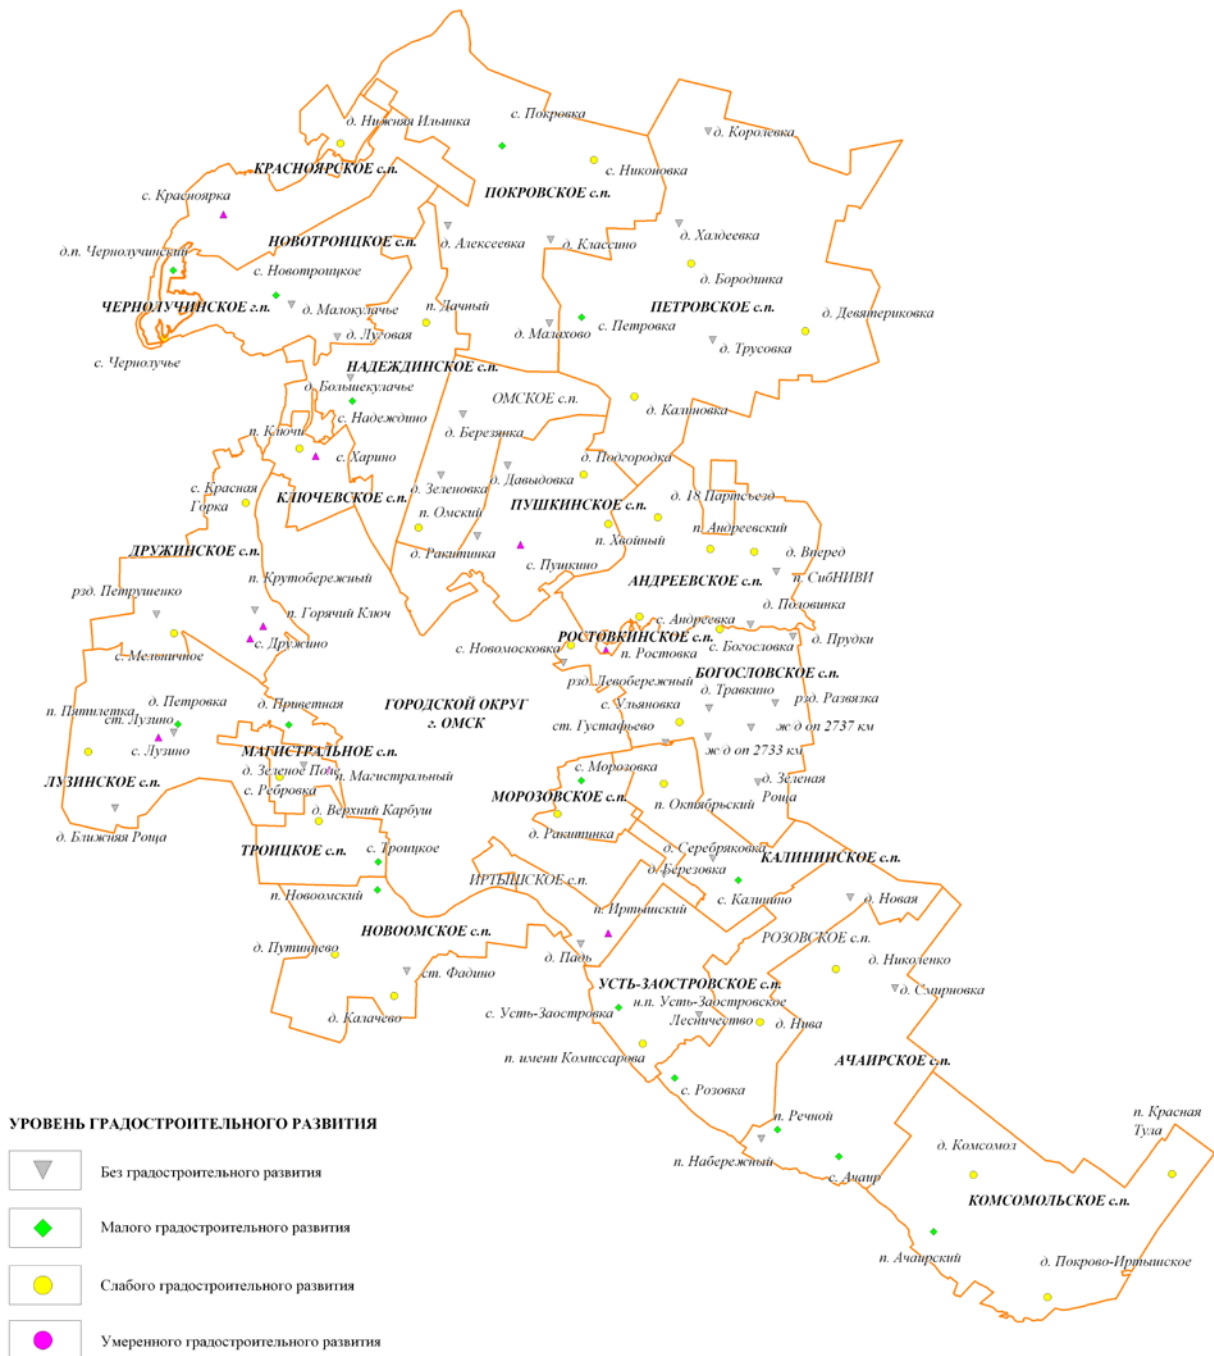 д. Нижняя Ильинка
с. Покровка
д. Королевка
КРАСНОЯРСКОЕ с.п.
с. Никоновка
ПОКРОВСКОЕ с.п.
с. Красноярка
НОВОТРОИЦКОЕ с.п.
д. Алексеевка
д. Классино
д. Халдеевка
д.п. Чернолучинский
с. Новотроицкое
д. Бородинка
ЧЕРНОЛУЧИНСКОЕ г.п.
д. Малокулачье
п. Дачный
ПЕТРОВСКОЕ с.п.
д. Девятериковка
д. Луговая
д. Малахово
с. Петровка
д. Трусовка
с. Чернолучье
НАДЕЖДИНСКОЕ с.п.
д. Большекулачье
ОМСКОЕ с.п.
с. Надеждино
д. Калиновка
п. Ключи
д. Березянка
с. Харино
д. Подгородка
с. Красная
Горка
КЛЮЧЕВСКОЕ с.п.
д. Зеленовка
д. Давыдовка
д. 18 Партсъезд
ПУШКИНСКОЕ с.п.
п. Омский
п. Андреевский
п. Хвойный
ДРУЖИНСКОЕ с.п.
д. Ракитинка
с. Пушкино
д. Вперед
п. СибНИВИ
п. Крутобережный
АНДРЕЕВСКОЕ с.п.
рзд. Петрушенко
п. Горячий Ключ
д. Половинка
с. Андреевка
с. Дружино
РОСТОВКИНСКОЕ с.п.
с. Богословка
д. Прудки
с. Мельничное
с. Новомосковка
п. Ростовка
БОГОСЛОВСКОЕ с.п.
рзд. Левобережный
д. Травкино
рзд. Развязка
п. Пятилетка
д. Петровка
д. Приветная
ГОРОДСКОЙ ОКРУГ
г. ОМСК
с. Ульяновка
ст. Лузино
ст. Густафьево
ж/д оп 2737 км
с. Лузино
МАГИСТРАЛЬНОЕ с.п.
ж/д оп 2733 км
ЛУЗИНСКОЕ с.п.
д. Зеленое Поле
п. Магистральный
с. Морозовка
д. Зеленая
Роща
с. Ребровка
МОРОЗОВСКОЕ с.п.
п. Октябрьский
д. Верхний Карбуш
д. Ближняя Роща
д. Ракитинка
ТРОИЦКОЕ с.п.
с. Троицкое
д. Серебряковка
КАЛИНИНСКОЕ с.п.
д. Березовка
ИРТЫШСКОЕ с.п.
п. Новоомский
с. Калинино
д. Новая
п. Иртышский
НОВООМСКОЕ с.п.
РОЗОВСКОЕ с.п.
д. Путинцево
д. Падь
д. Николенко
ст. Фадино
УСТЬ-ЗАОСТРОВСКОЕ с.п.
д. Смирновка
н.п. Усть-Заостровское
Лесничество
с. Усть-Заостровка
д. Калачево
д. Нива
п. имени Комиссарова
АЧАИРСКОЕ с.п.
с. Розовка
п. Речной
п. Красная
Тула
п. Набережный
с. Ачаир
д. Комсомол
КОМСОМОЛЬСКОЕ с.п.
п. Ачаирский
д. Покрово-Иртышское
УРОВЕНЬ ГРАДОСТРОИТЕЛЬНОГО РАЗВИТИЯ
Без градостроительного развития
Малого градостроительного развития
Слабого градостроительного развития
Умеренного градостроительного развития